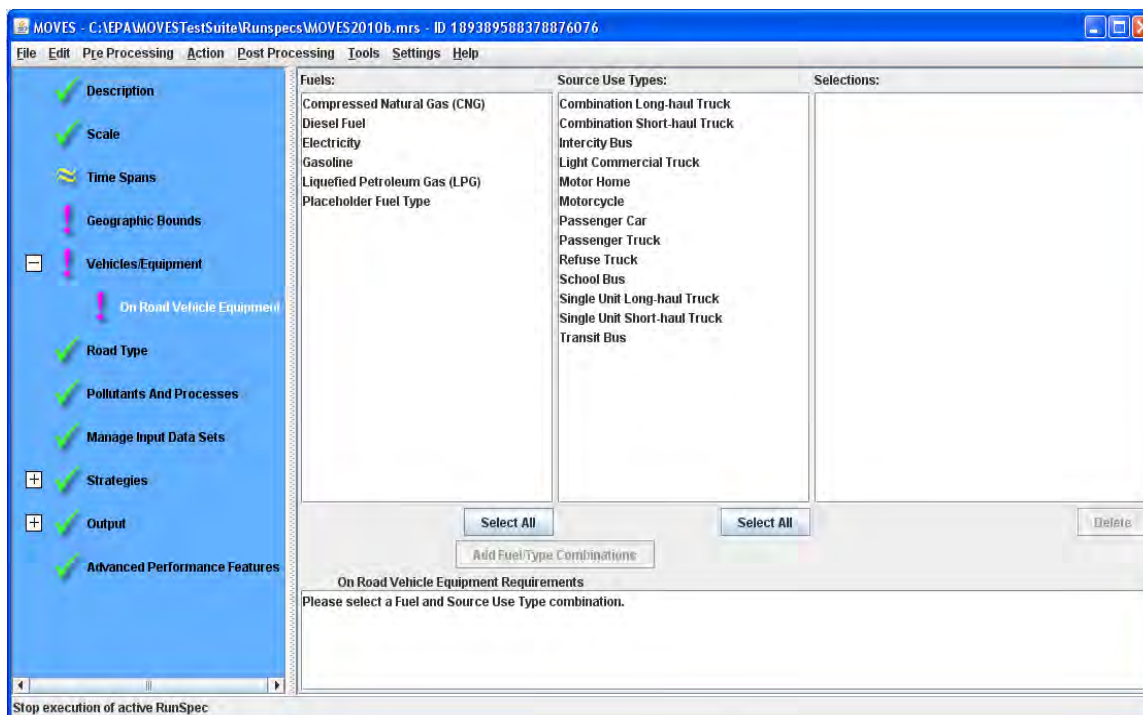 MOVES - C:\EPA\MOVESTestSuite\Runspecs\MOVES2010b.mrs - ID 189389588378876076
File Edit Pre Processing Action Post Processing Tools Settings Help
Description
Scale
Time Spans
Geographic Bounds
Vehicles/Equipment
On Road Vehicle Equipment
Road Type
Pollutants And Processes
Manage Input Data Sets
Strategies
Output
Advanced Performance Features
Fuels:
Compressed Natural Gas (CNG)
Diesel Fuel
Electricity
Gasoline
Liquefied Petroleum Gas (LPG)
Placeholder Fuel Type
Select All
Source Use Types:
Combination Long-haul Truck
Combination Short-haul Truck
Intercity Bus
Light Commercial Truck
Motor Home
Motorcycle
Passenger Car
Passenger Truck
Refuse Truck
School Bus
Single Unit Long-haul Truck
Single Unit Short-haul Truck
Transit Bus
Select All
Selections:
Delete
Add Fuel/Type Combinations
On Road Vehicle Equipment Requirements
Please select a Fuel and Source Use Type combination.
Stop execution of active RunSpec